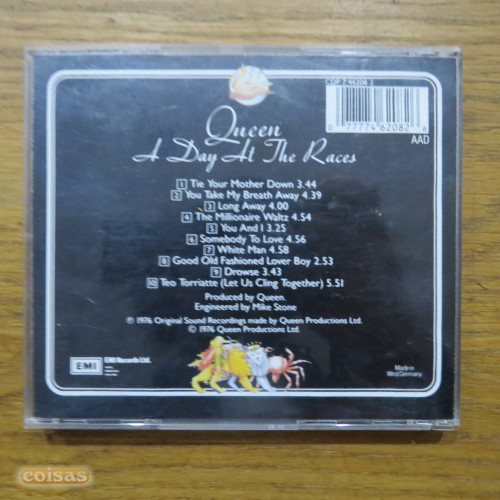 CDP 7 46208 2
0 77774 62082 6
AAD
Queen
A Day At The Races
1 Tie Your Mother Down 3.44
2 You Take My Breath Away 4.39
3 Long Away 4.00
4 The Millionaire Waltz 4.54
5 You And I 3.25
6 Somebody To Love 4.56
7 White Man 4.58
8 Good Old Fashioned Lover Boy 2.53
9 Drowse 3.43
10 Teo Torriatte (Let Us Cling Together) 5.51
Produced by Queen.
Engineered by Mike Stone
℗ 1976 Original Sound Recordings made by Queen Productions Ltd.
© 1976 Queen Productions Ltd.
EMI
EMI Records Ltd.
Made in
West Germany
coisas